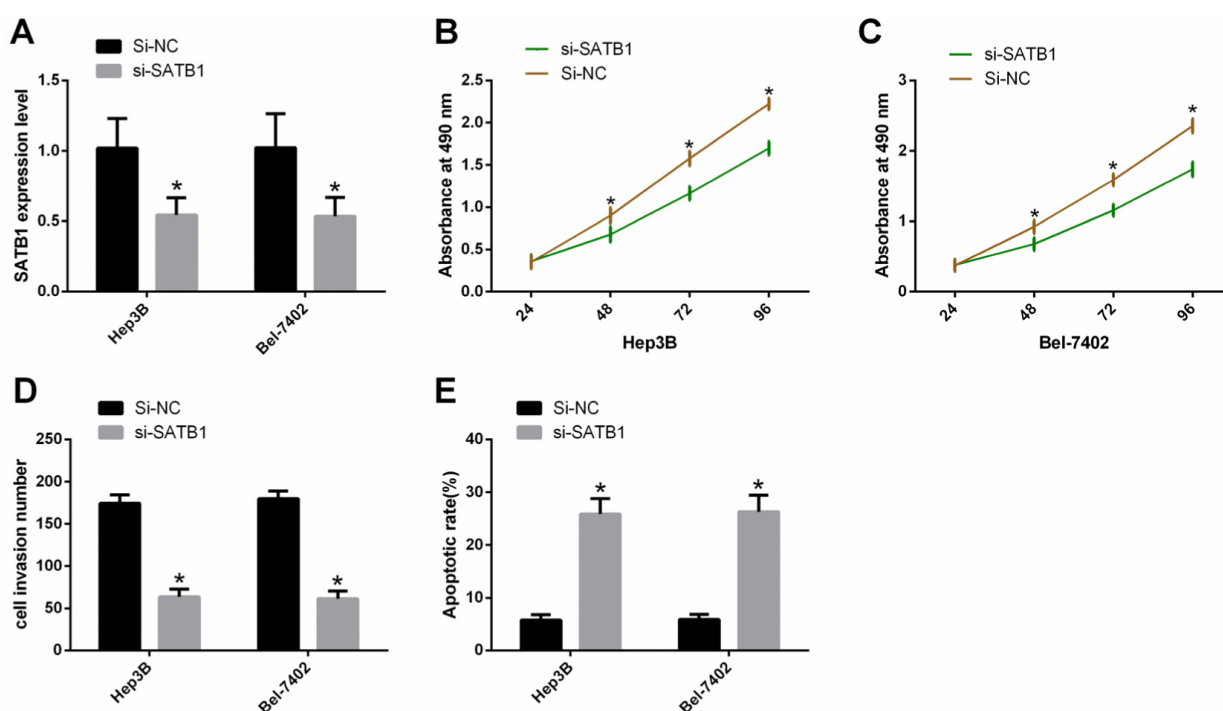 A
Si-NC
si-SATB1
SATB1 expression level
1.5
1.0
0.5
0.0
Hep3B
Bel-7402
*
*
B
si-SATB1
Si-NC
Absorbance at 490 nm
2.5
2.0
1.5
1.0
0.5
0.0
*
*
*
24
48
72
96
Hep3B
C
si-SATB1
Si-NC
Absorbance at 490 nm
3
2
1
0
*
*
*
24
48
72
96
Bel-7402
D
Si-NC
si-SATB1
cell invasion number
250
200
150
100
50
0
*
*
Hep3B
Bel-7402
E
Si-NC
si-SATB1
Apoptotic rate(%)
40
30
20
10
0
*
*
Hep3B
Bel-7402